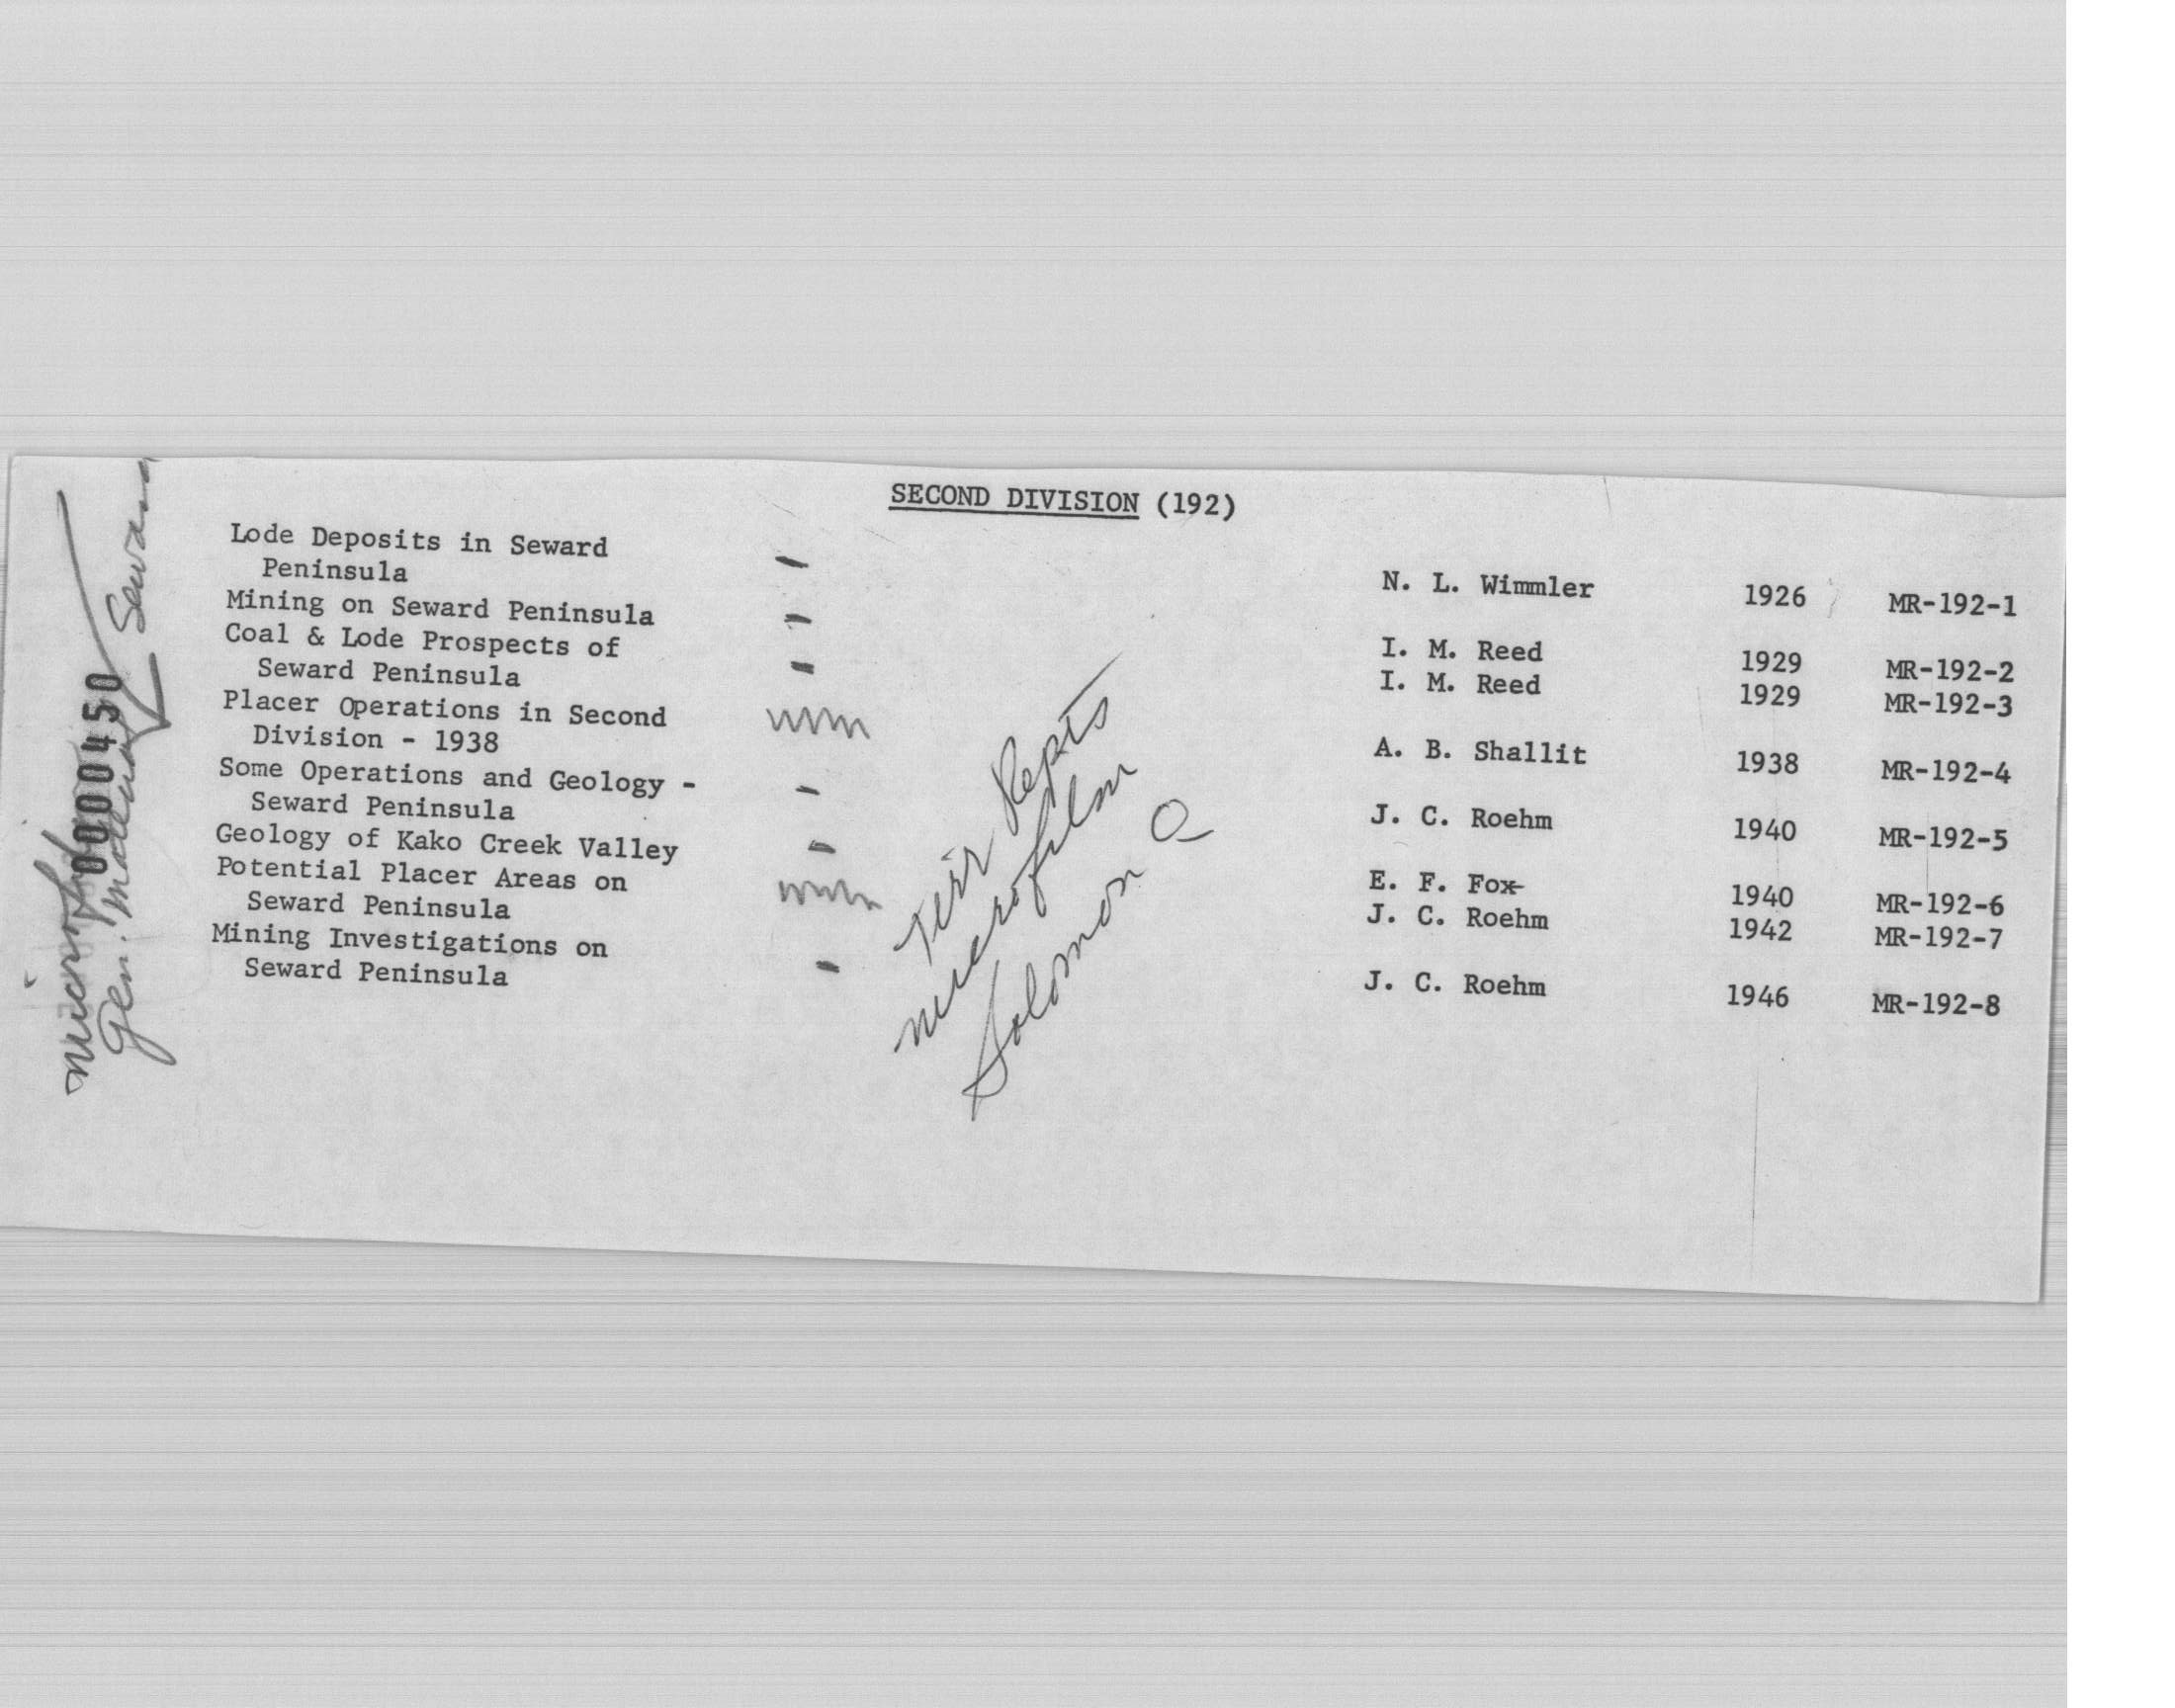 SECOND DIVISION (192)
Lode Deposits in Seward
Peninsula - N. L. Wimmler 1926 MR-192-1
Mining on Seward Peninsula - I. M. Reed 1929 MR-192-2
Coal & Lode Prospects of
Seward Peninsula - I. M. Reed 1929 MR-192-3
Placer Operations in Second
Division - 1938 A. B. Shallit 1938 MR-192-4
Some Operations and Geology -
Seward Peninsula - J. C. Roehm 1940 MR-192-5
Geology of Kako Creek Valley - E. F. Fox 1940 MR-192-6
Potential Placer Areas on
Seward Peninsula J. C. Roehm 1942 MR-192-7
Mining Investigations on
Seward Peninsula - J. C. Roehm 1946 MR-192-8
Terr Repts
microfilm
Solomon Q
0000450
Gen. Seward